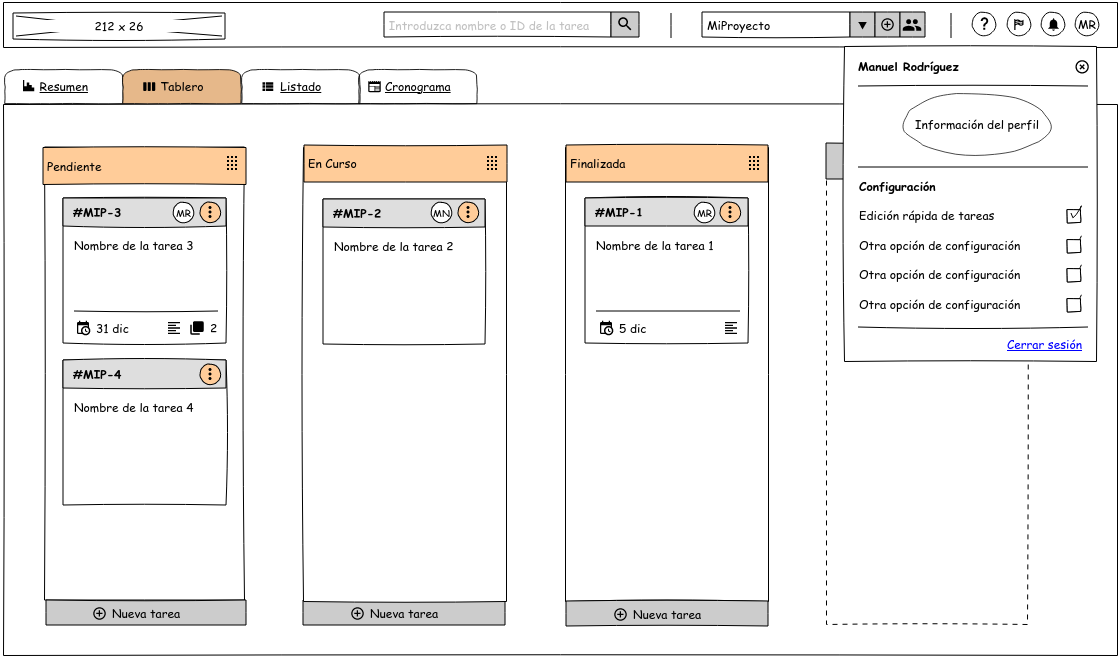 212 x 26
Introduzca nombre o ID de la tarea
MiProyecto
?
MR
Resumen
Tablero
Listado
Cronograma
Manuel Rodríguez
Información del perfil
Configuración
Edición rápida de tareas
Otra opción de configuración
Otra opción de configuración
Otra opción de configuración
Cerrar sesión
Pendiente
#MIP-3
MR
Nombre de la tarea 3
31 dic
2
#MIP-4
Nombre de la tarea 4
Nueva tarea
En Curso
#MIP-2
MN
Nombre de la tarea 2
Nueva tarea
Finalizada
#MIP-1
MR
Nombre de la tarea 1
5 dic
Nueva tarea